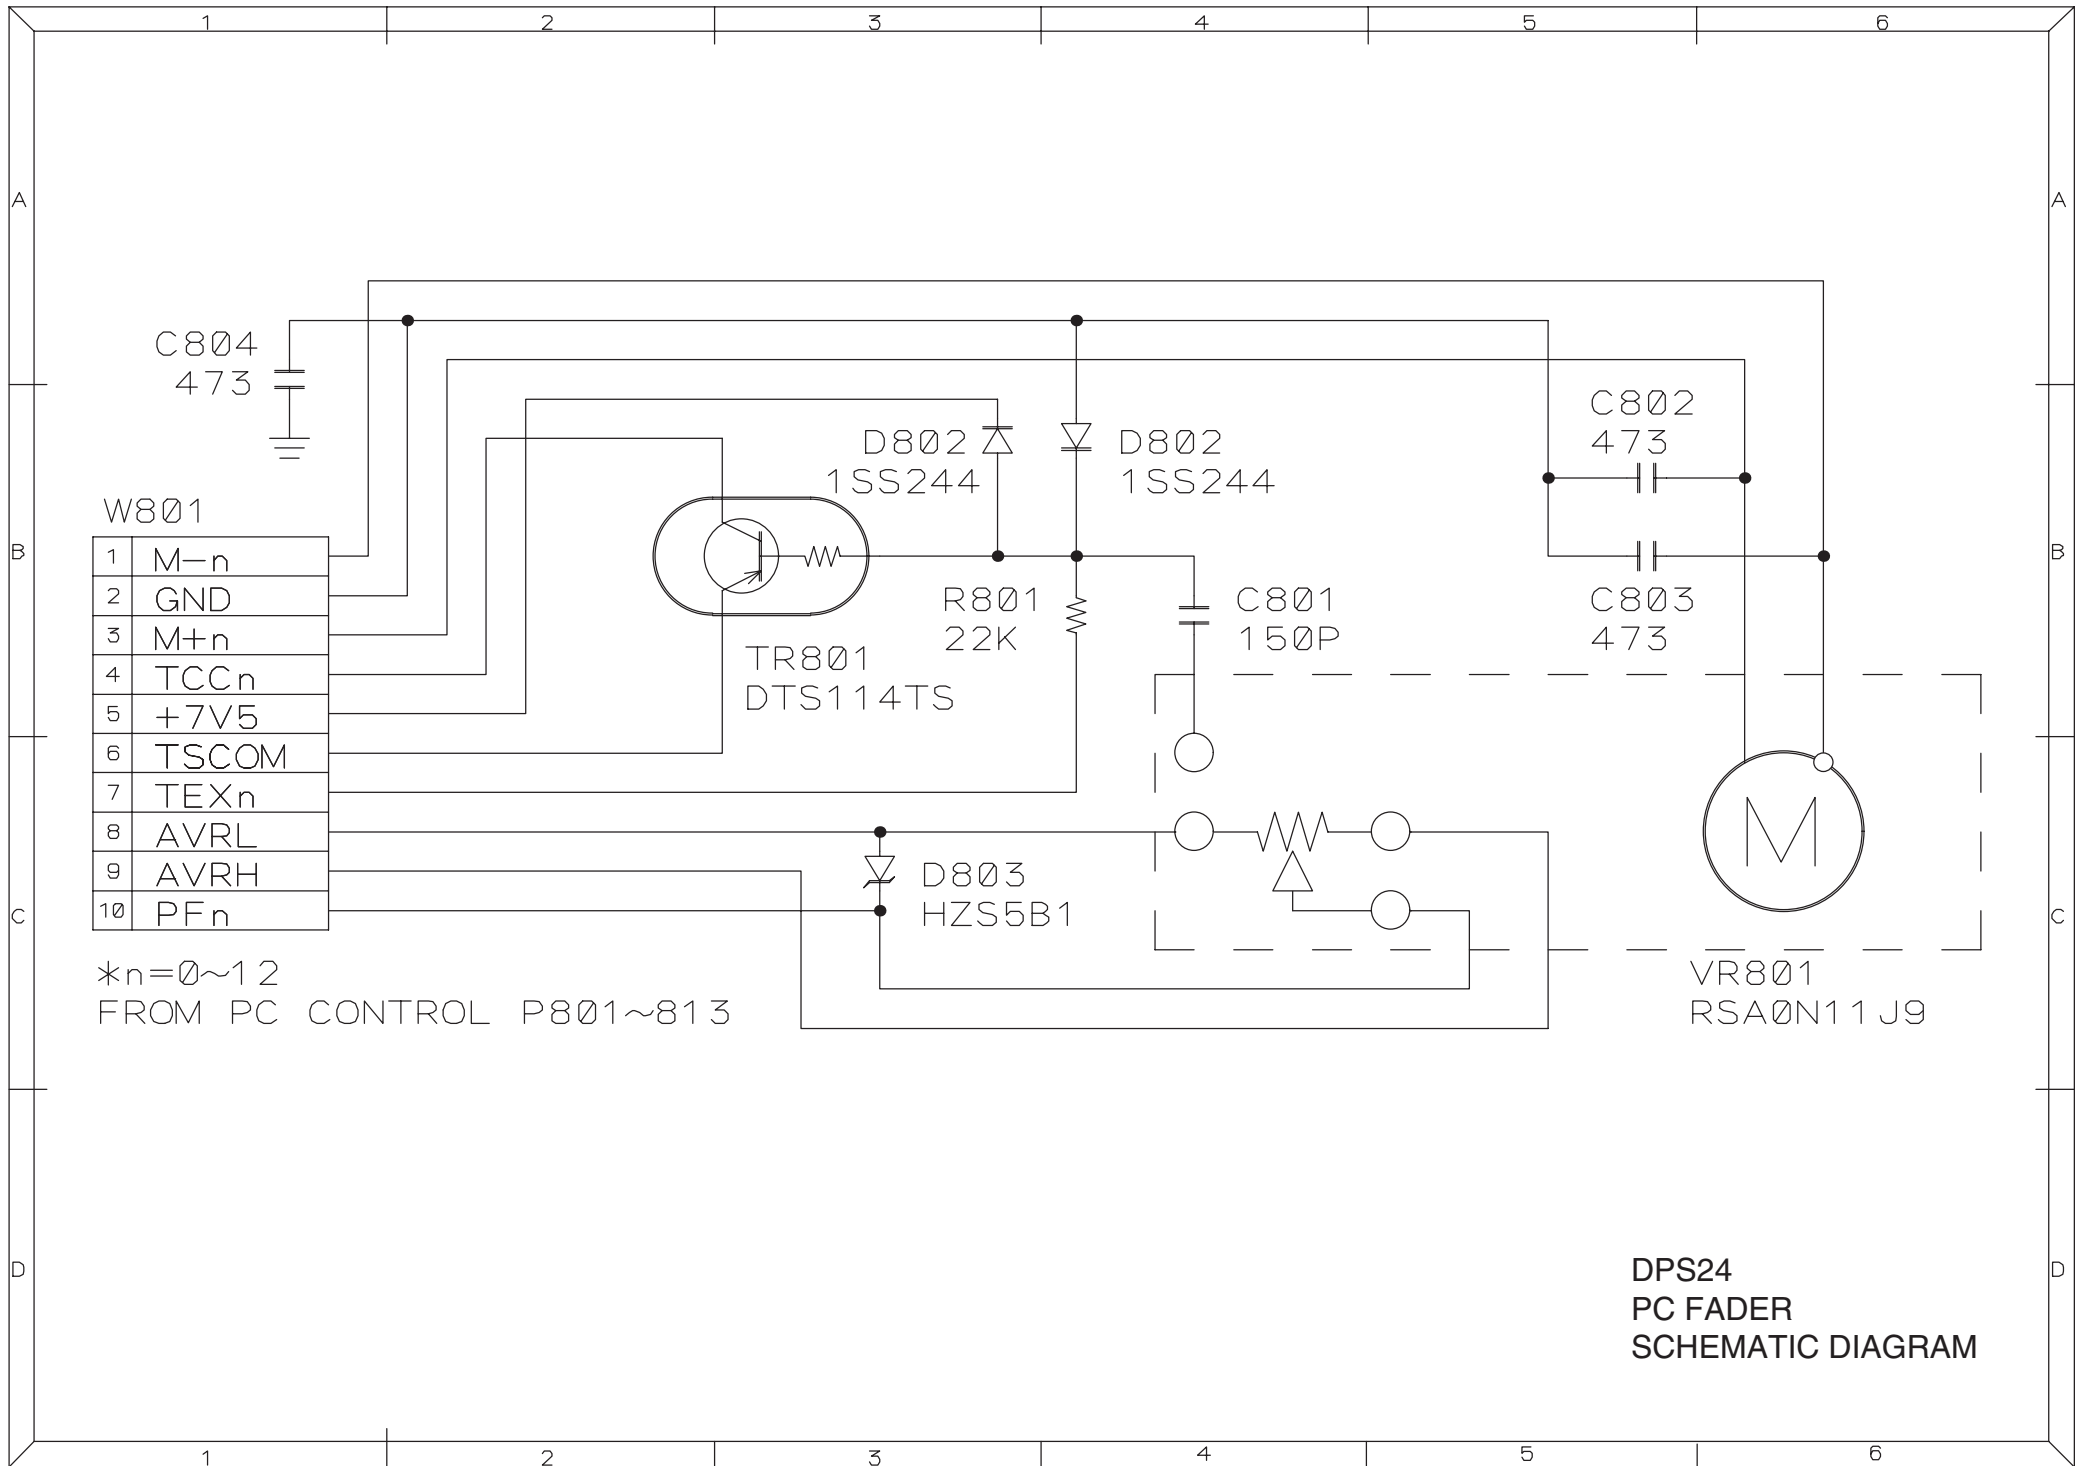 1 2 3 4 5 6
A A
C804
473
C802
473
D802
1SS244
D802
1SS244
W801
B B
1 M-n
2 GND
3 M+n
4 TCCn
5 +7V5
6 TSCOM
7 TEXn
8 AVRL
9 AVRH
10 PFn
R801
22K
C801
150P
C803
473
TR801
DTS114TS
M
D803
HZS5B1
C C
*n=0~12
FROM PC CONTROL P801~813
VR801
RSA0N11J9
D D
DPS24
PC FADER
SCHEMATIC DIAGRAM
1 2 3 4 5 6